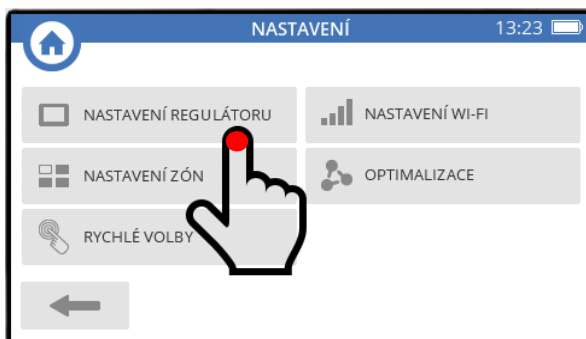 NASTAVENÍ 13:23
NASTAVENÍ REGULÁTORU
NASTAVENÍ WI-FI
NASTAVENÍ ZÓN
OPTIMALIZACE
RYCHLÉ VOLBY